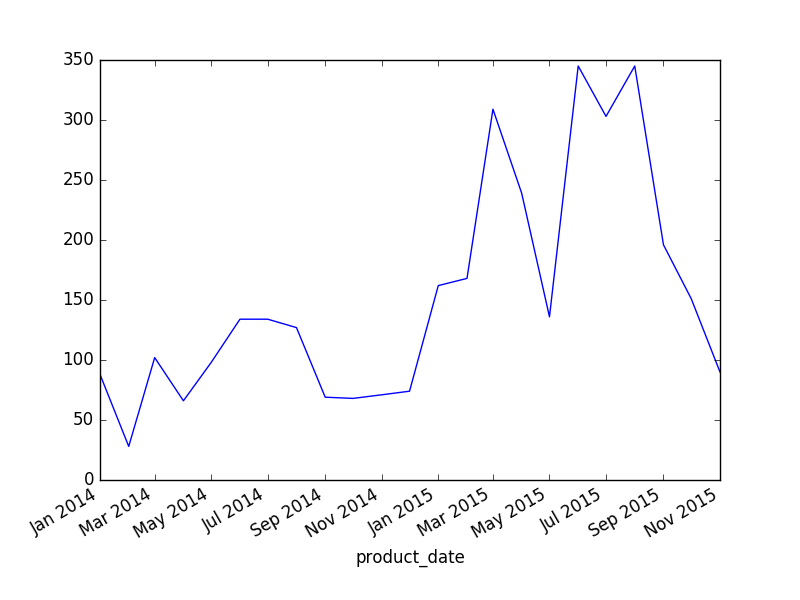 350
300
250
200
150
100
50
0
Jan 2014
Mar 2014
May 2014
Jul 2014
Sep 2014
Nov 2014
Jan 2015
Mar 2015
May 2015
Jul 2015
Sep 2015
Nov 2015
product_date